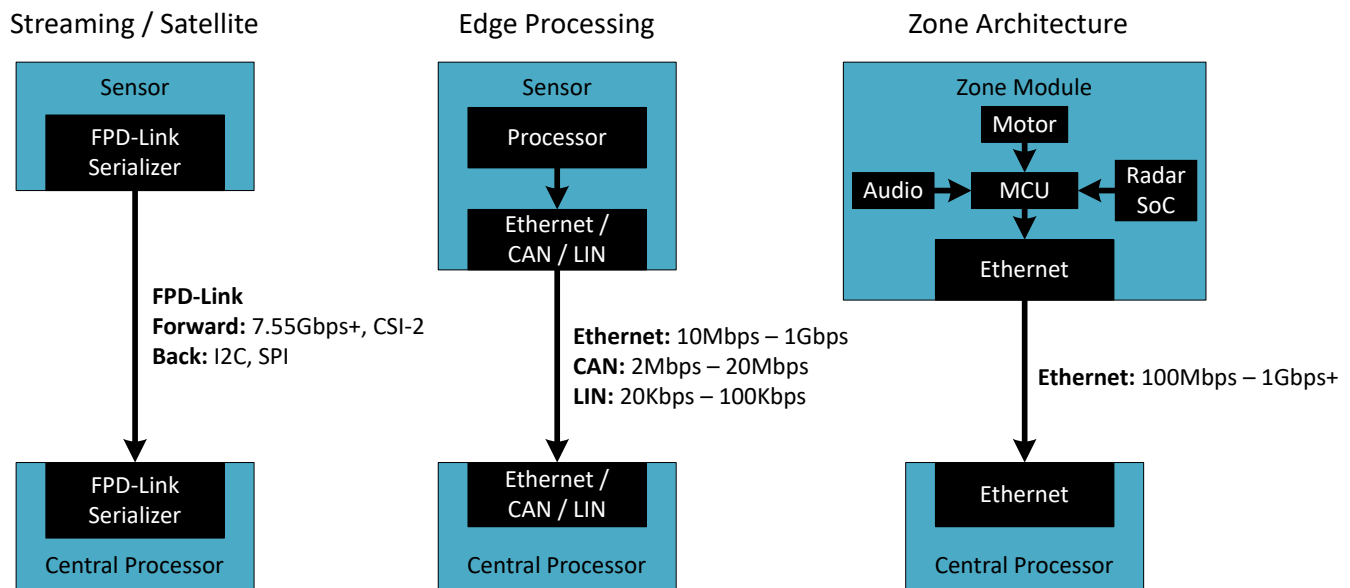 Streaming / Satellite
Sensor
FPD-Link
Serializer
FPD-Link
Forward: 7.55Gbps+, CSI-2
Back: I2C, SPI
FPD-Link
Serializer
Central Processor
Edge Processing
Sensor
Processor
Ethernet /
CAN / LIN
Ethernet: 10Mbps – 1Gbps
CAN: 2Mbps – 20Mbps
LIN: 20Kbps – 100Kbps
Ethernet /
CAN / LIN
Central Processor
Zone Architecture
Zone Module
Motor
Audio
MCU
Radar
SoC
Ethernet
Ethernet: 100Mbps – 1Gbps+
Ethernet
Central Processor